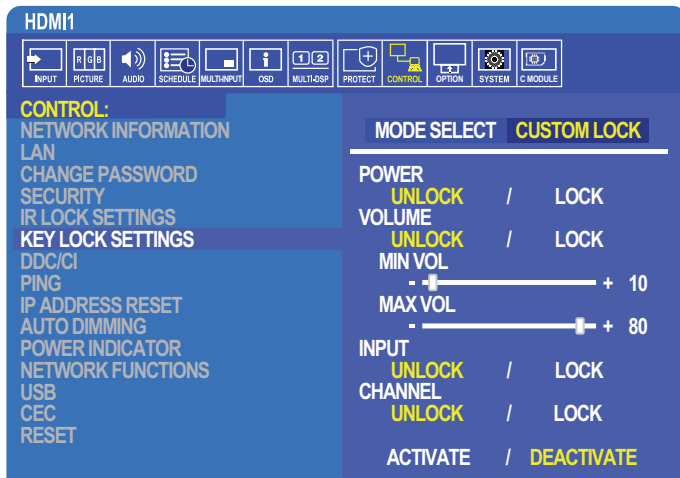 HDMI1
INPUT PICTURE AUDIO SCHEDULE MULTI-INPUT OSD MULTI-DSP PROTECT CONTROL OPTION SYSTEM C MODULE
R G B
1 2
CONTROL:
NETWORK INFORMATION
LAN
CHANGE PASSWORD
SECURITY
IR LOCK SETTINGS
KEY LOCK SETTINGS
DDC/CI
PING
IP ADDRESS RESET
AUTO DIMMING
POWER INDICATOR
NETWORK FUNCTIONS
USB
CEC
RESET
MODE SELECT CUSTOM LOCK
POWER
UNLOCK / LOCK
VOLUME
UNLOCK / LOCK
MIN VOL
- + 10
MAX VOL
- + 80
INPUT
UNLOCK / LOCK
CHANNEL
UNLOCK / LOCK
ACTIVATE / DEACTIVATE